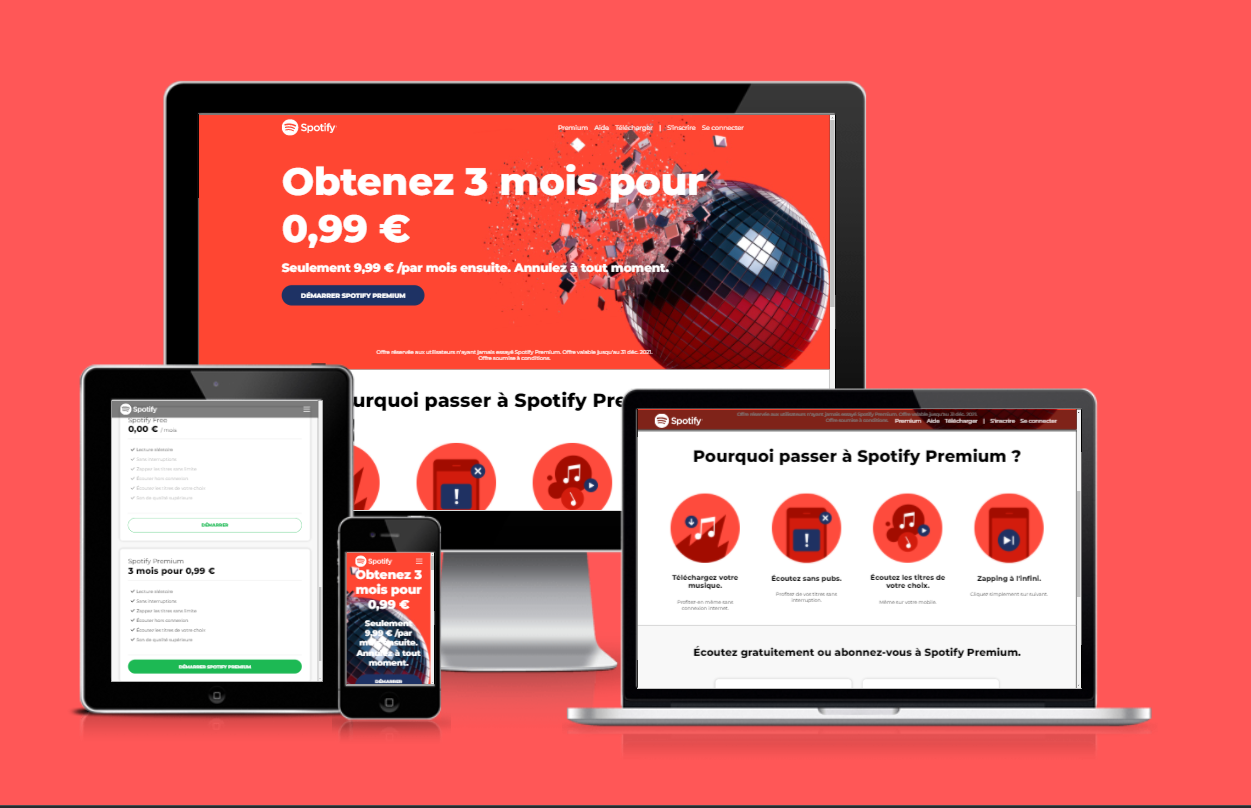 Spotify
Premium Aide Télécharger | S'inscrire Se connecter
Obtenez 3 mois pour
0,99 €
Seulement 9,99 € /par mois ensuite. Annulez à tout moment.
DÉMARRER SPOTIFY PREMIUM
Offre réservée aux utilisateurs n'ayant jamais essayé Spotify Premium. Offre valable jusqu'au 31 déc. 2021.
Offre soumise à conditions.
urquoi passer à Spotify Pre
Spotify
Spotify Free
0,00 € / mois
Lecture aléatoire
Sans interruptions
Zapper les titres sans limite
Écouter hors connexion
Écouter les titres de votre choix
Son de qualité supérieure
DÉMARRER
Spotify Premium
3 mois pour 0,99 €
Lecture aléatoire
Sans interruptions
Zapper les titres sans limite
Écouter hors connexion
Écouter les titres de votre choix
Son de qualité supérieure
DÉMARRER SPOTIFY PREMIUM
Spotify
Obtenez 3
mois pour
0,99 €
Seulement
9,99 € /par
mois ensuite.
Annulez à tout
moment.
DÉMARRER
Spotify
Offre réservée aux utilisateurs n'ayant jamais essayé Spotify Premium. Offre valable jusqu'au 31 déc. 2021.
Offre soumise à conditions.
Premium Aide Télécharger | S'inscrire Se connecter
Pourquoi passer à Spotify Premium ?
Téléchargez votre
musique.
Profitez en même sans
connexion internet.
Écoutez sans pubs.
Profitez de vos titres sans
interruption.
Écoutez les titres de
votre choix.
Même sur votre mobile.
Zapping à l'infini.
Cliquez simplement sur suivant.
Écoutez gratuitement ou abonnez-vous à Spotify Premium.